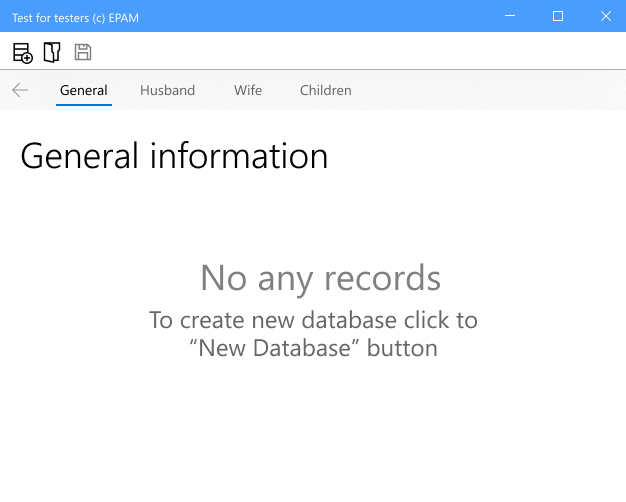 Test for testers (c) EPAM
General Husband Wife Children
General information
No any records
To create new database click to
“New Database” button